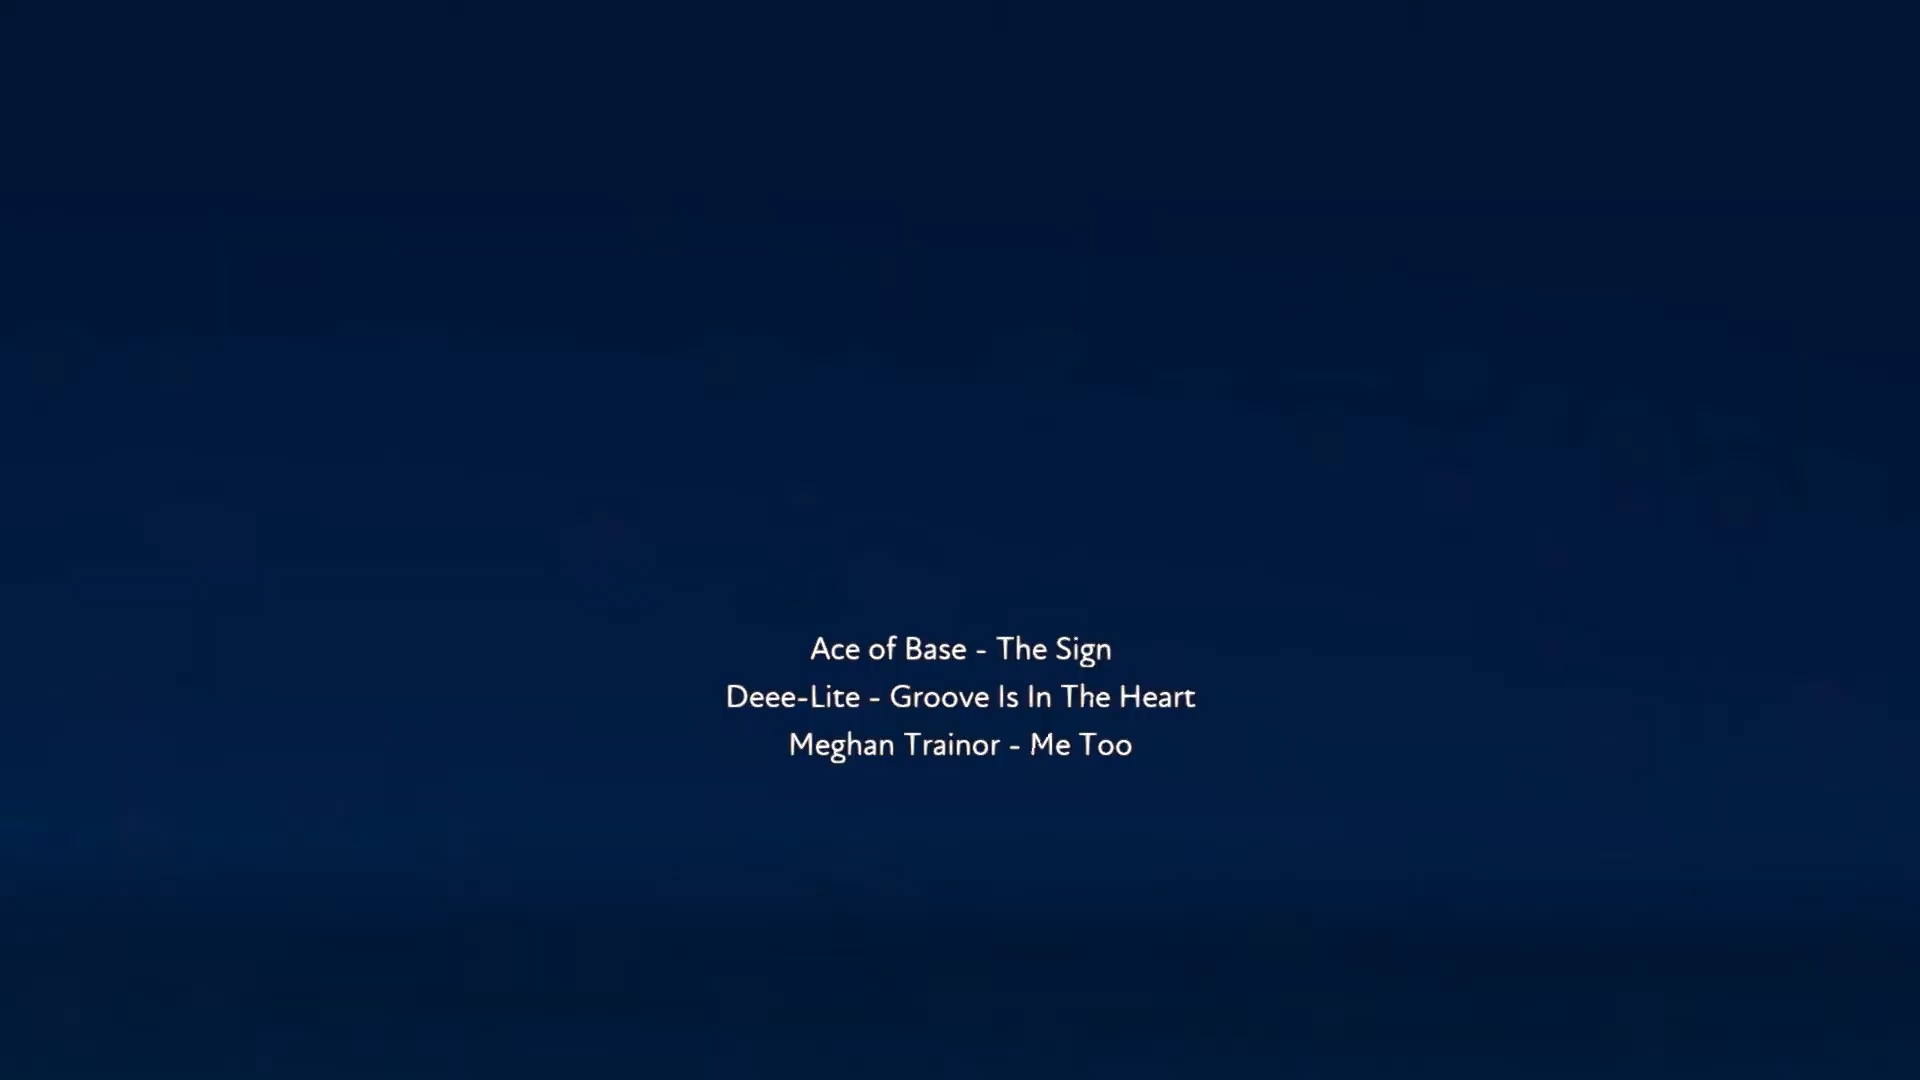 Ace of Base - The Sign
Deee-Lite - Groove Is In The Heart
Meghan Trainor - Me Too